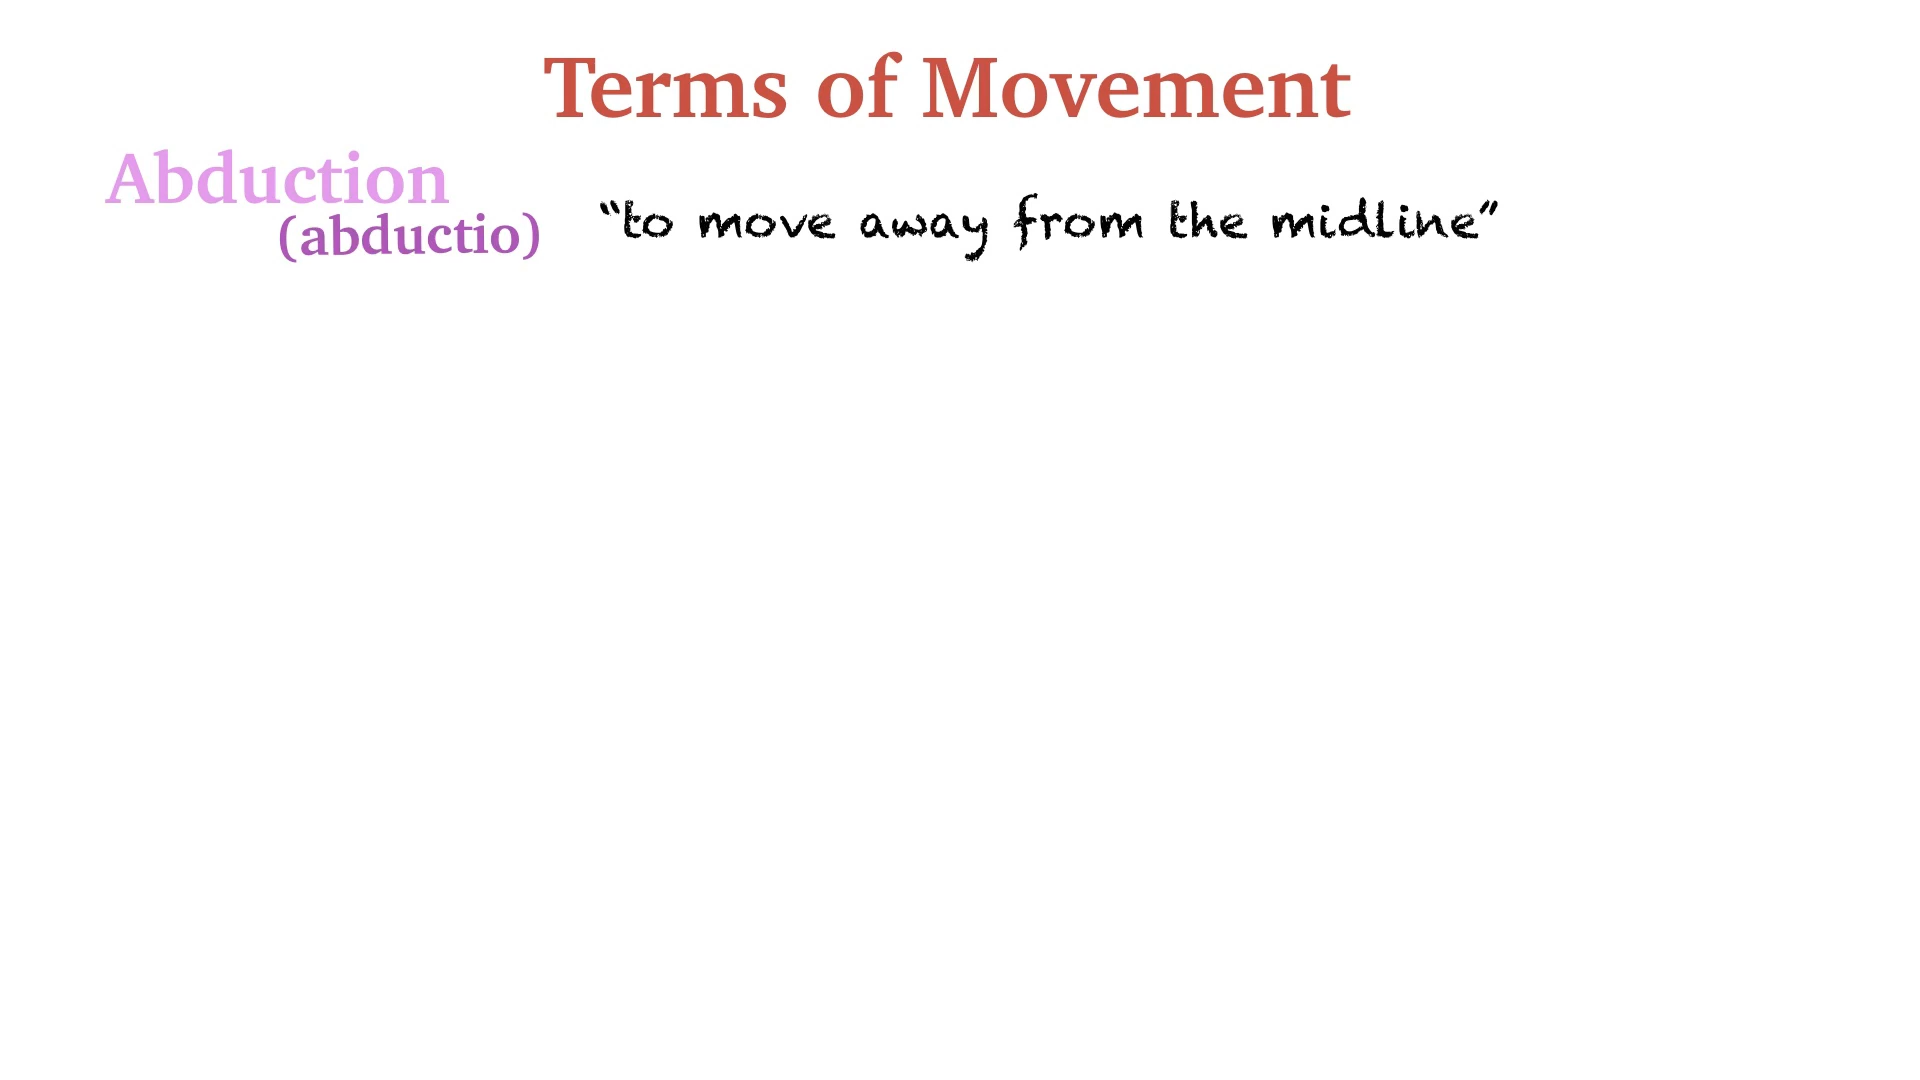 Terms of Movement
Abduction
(abductio)
“to move away from the midline”